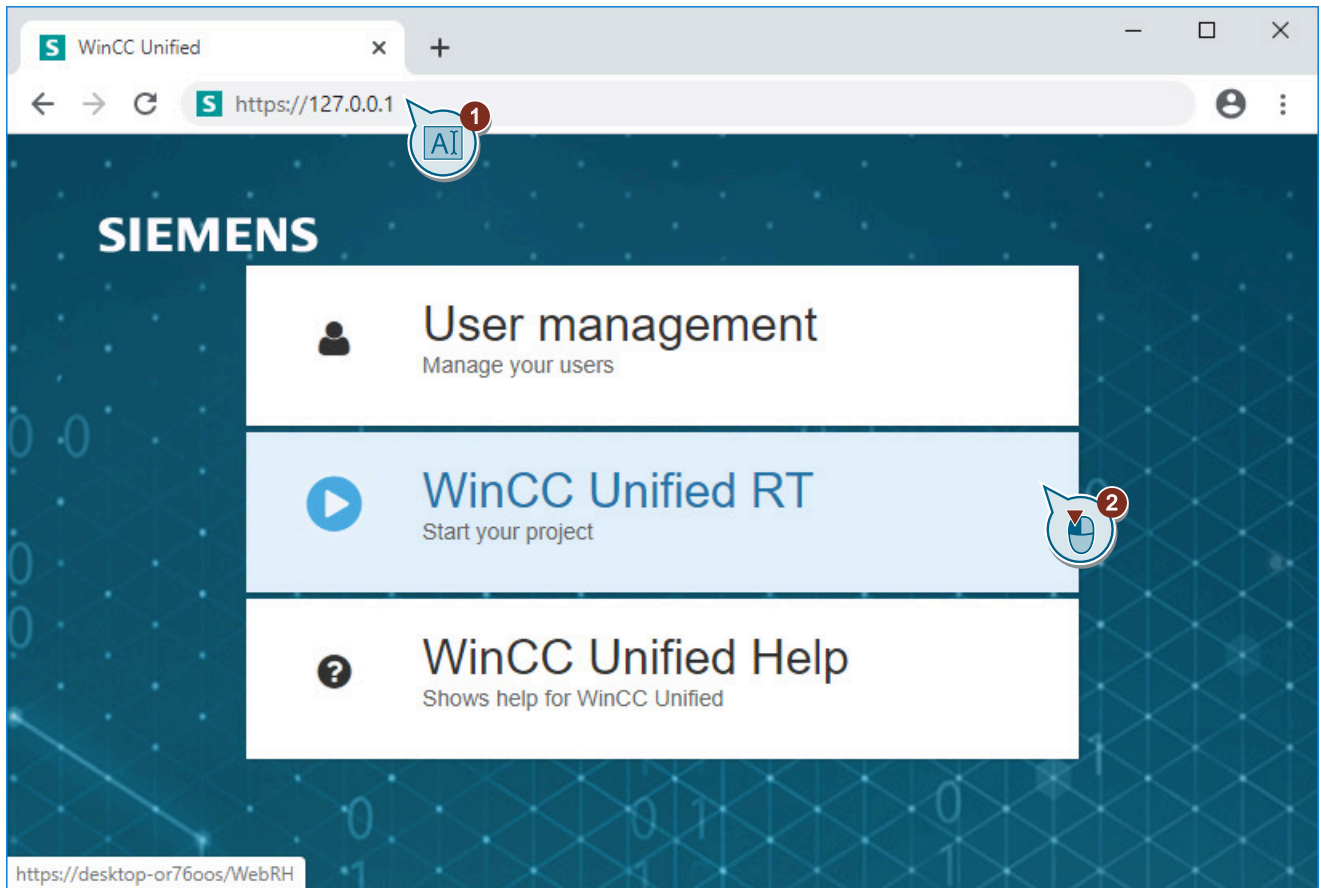 WinCC Unified
https://127.0.0.1
1
AI
SIEMENS
User management
Manage your users
WinCC Unified RT
Start your project
2
WinCC Unified Help
Shows help for WinCC Unified
https://desktop-or76oos/WebRH